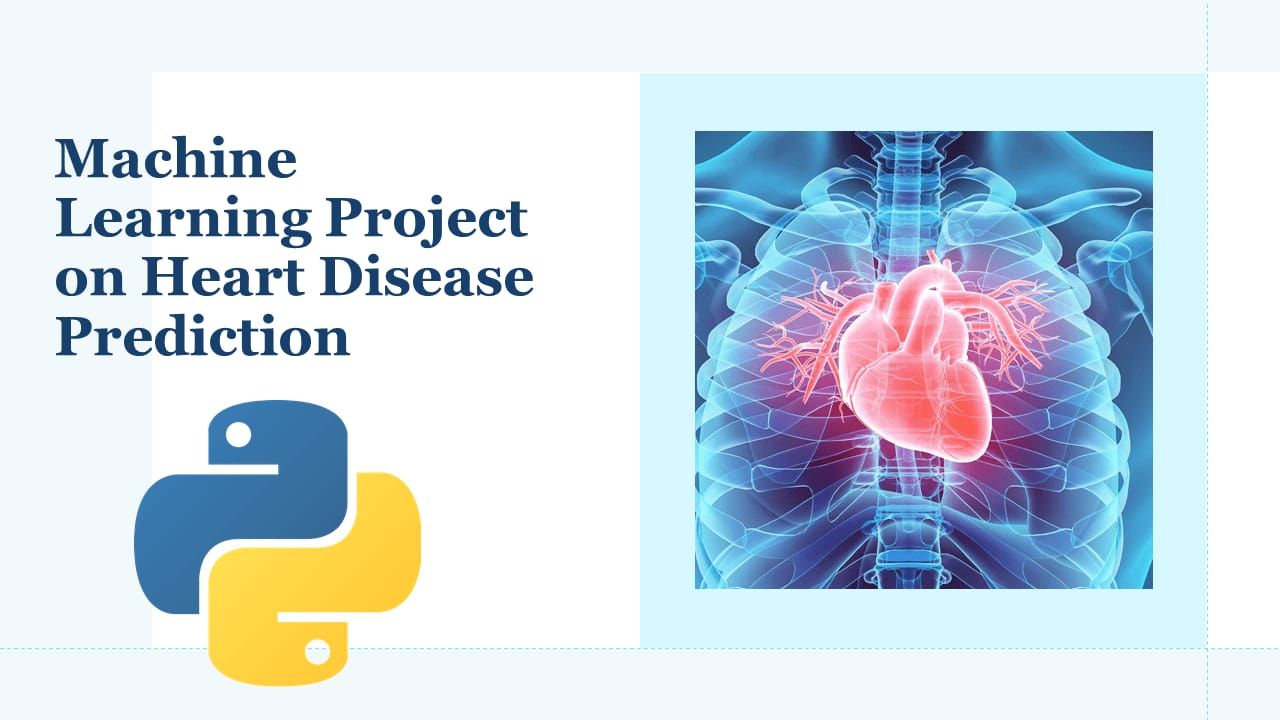 Machine
Learning Project
on Heart Disease
Prediction